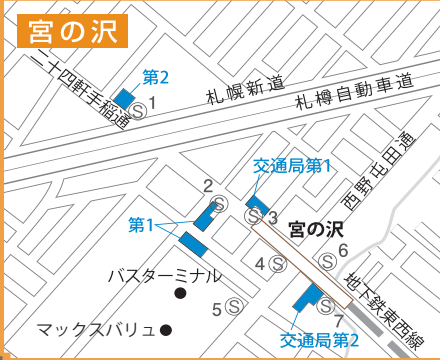 宮の沢
二十四軒手稲通
第2
1
札幌新道
札樽自動車道
西野屯田通
交通局第1
2
S
S
3
第1
宮の沢
S
6
4
S
バスターミナル
地下鉄東西線
5
S
S
7
マックスバリュ
交通局第2
S